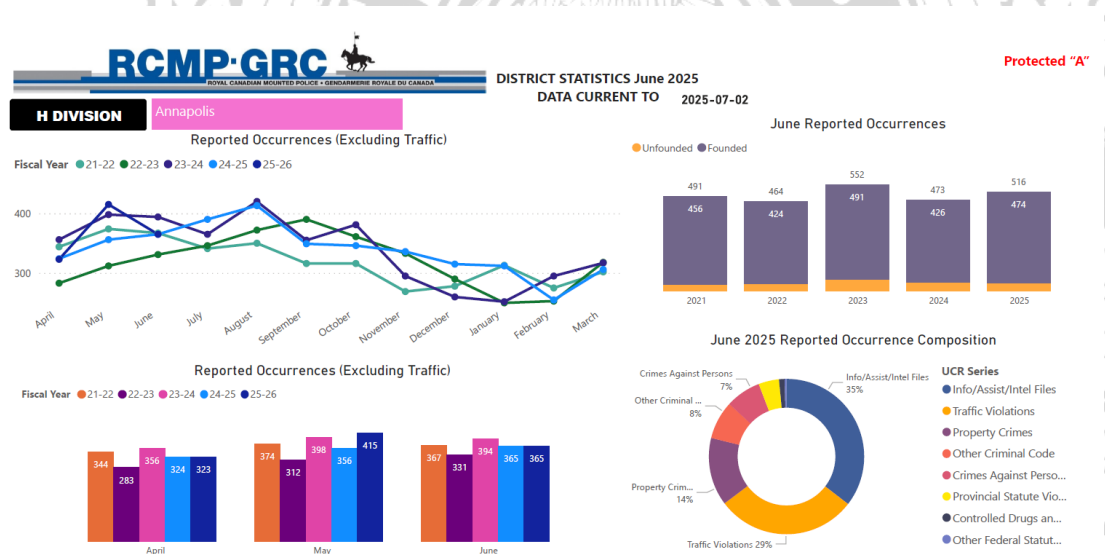 RCMP·GRC
ROYAL CANADIAN MOUNTED POLICE • GENDARMERIE ROYALE DU CANADA
DISTRICT STATISTICS June 2025
DATA CURRENT TO 2025-07-02
Protected “A”
H DIVISION
Annapolis
Reported Occurrences (Excluding Traffic)
Fiscal Year 21-22 22-23 23-24 24-25 25-26
400
300
April May June July August September October November December January February March
June Reported Occurrences
Unfounded Founded
491 464 552 473 516
456 424 491 426 474
2021 2022 2023 2024 2025
Reported Occurrences (Excluding Traffic)
Fiscal Year 21-22 22-23 23-24 24-25 25-26
344 283 356 324 323
374 312 398 356 415
367 331 394 365 365
April May June
June 2025 Reported Occurrence Composition
Crimes Against Persons
7%
Other Criminal ...
8%
Property Crim...
14%
Traffic Violations 29%
Info/Assist/Intel Files
35%
UCR Series
Info/Assist/Intel Files
Traffic Violations
Property Crimes
Other Criminal Code
Crimes Against Perso...
Provincial Statute Vio...
Controlled Drugs an...
Other Federal Statut...